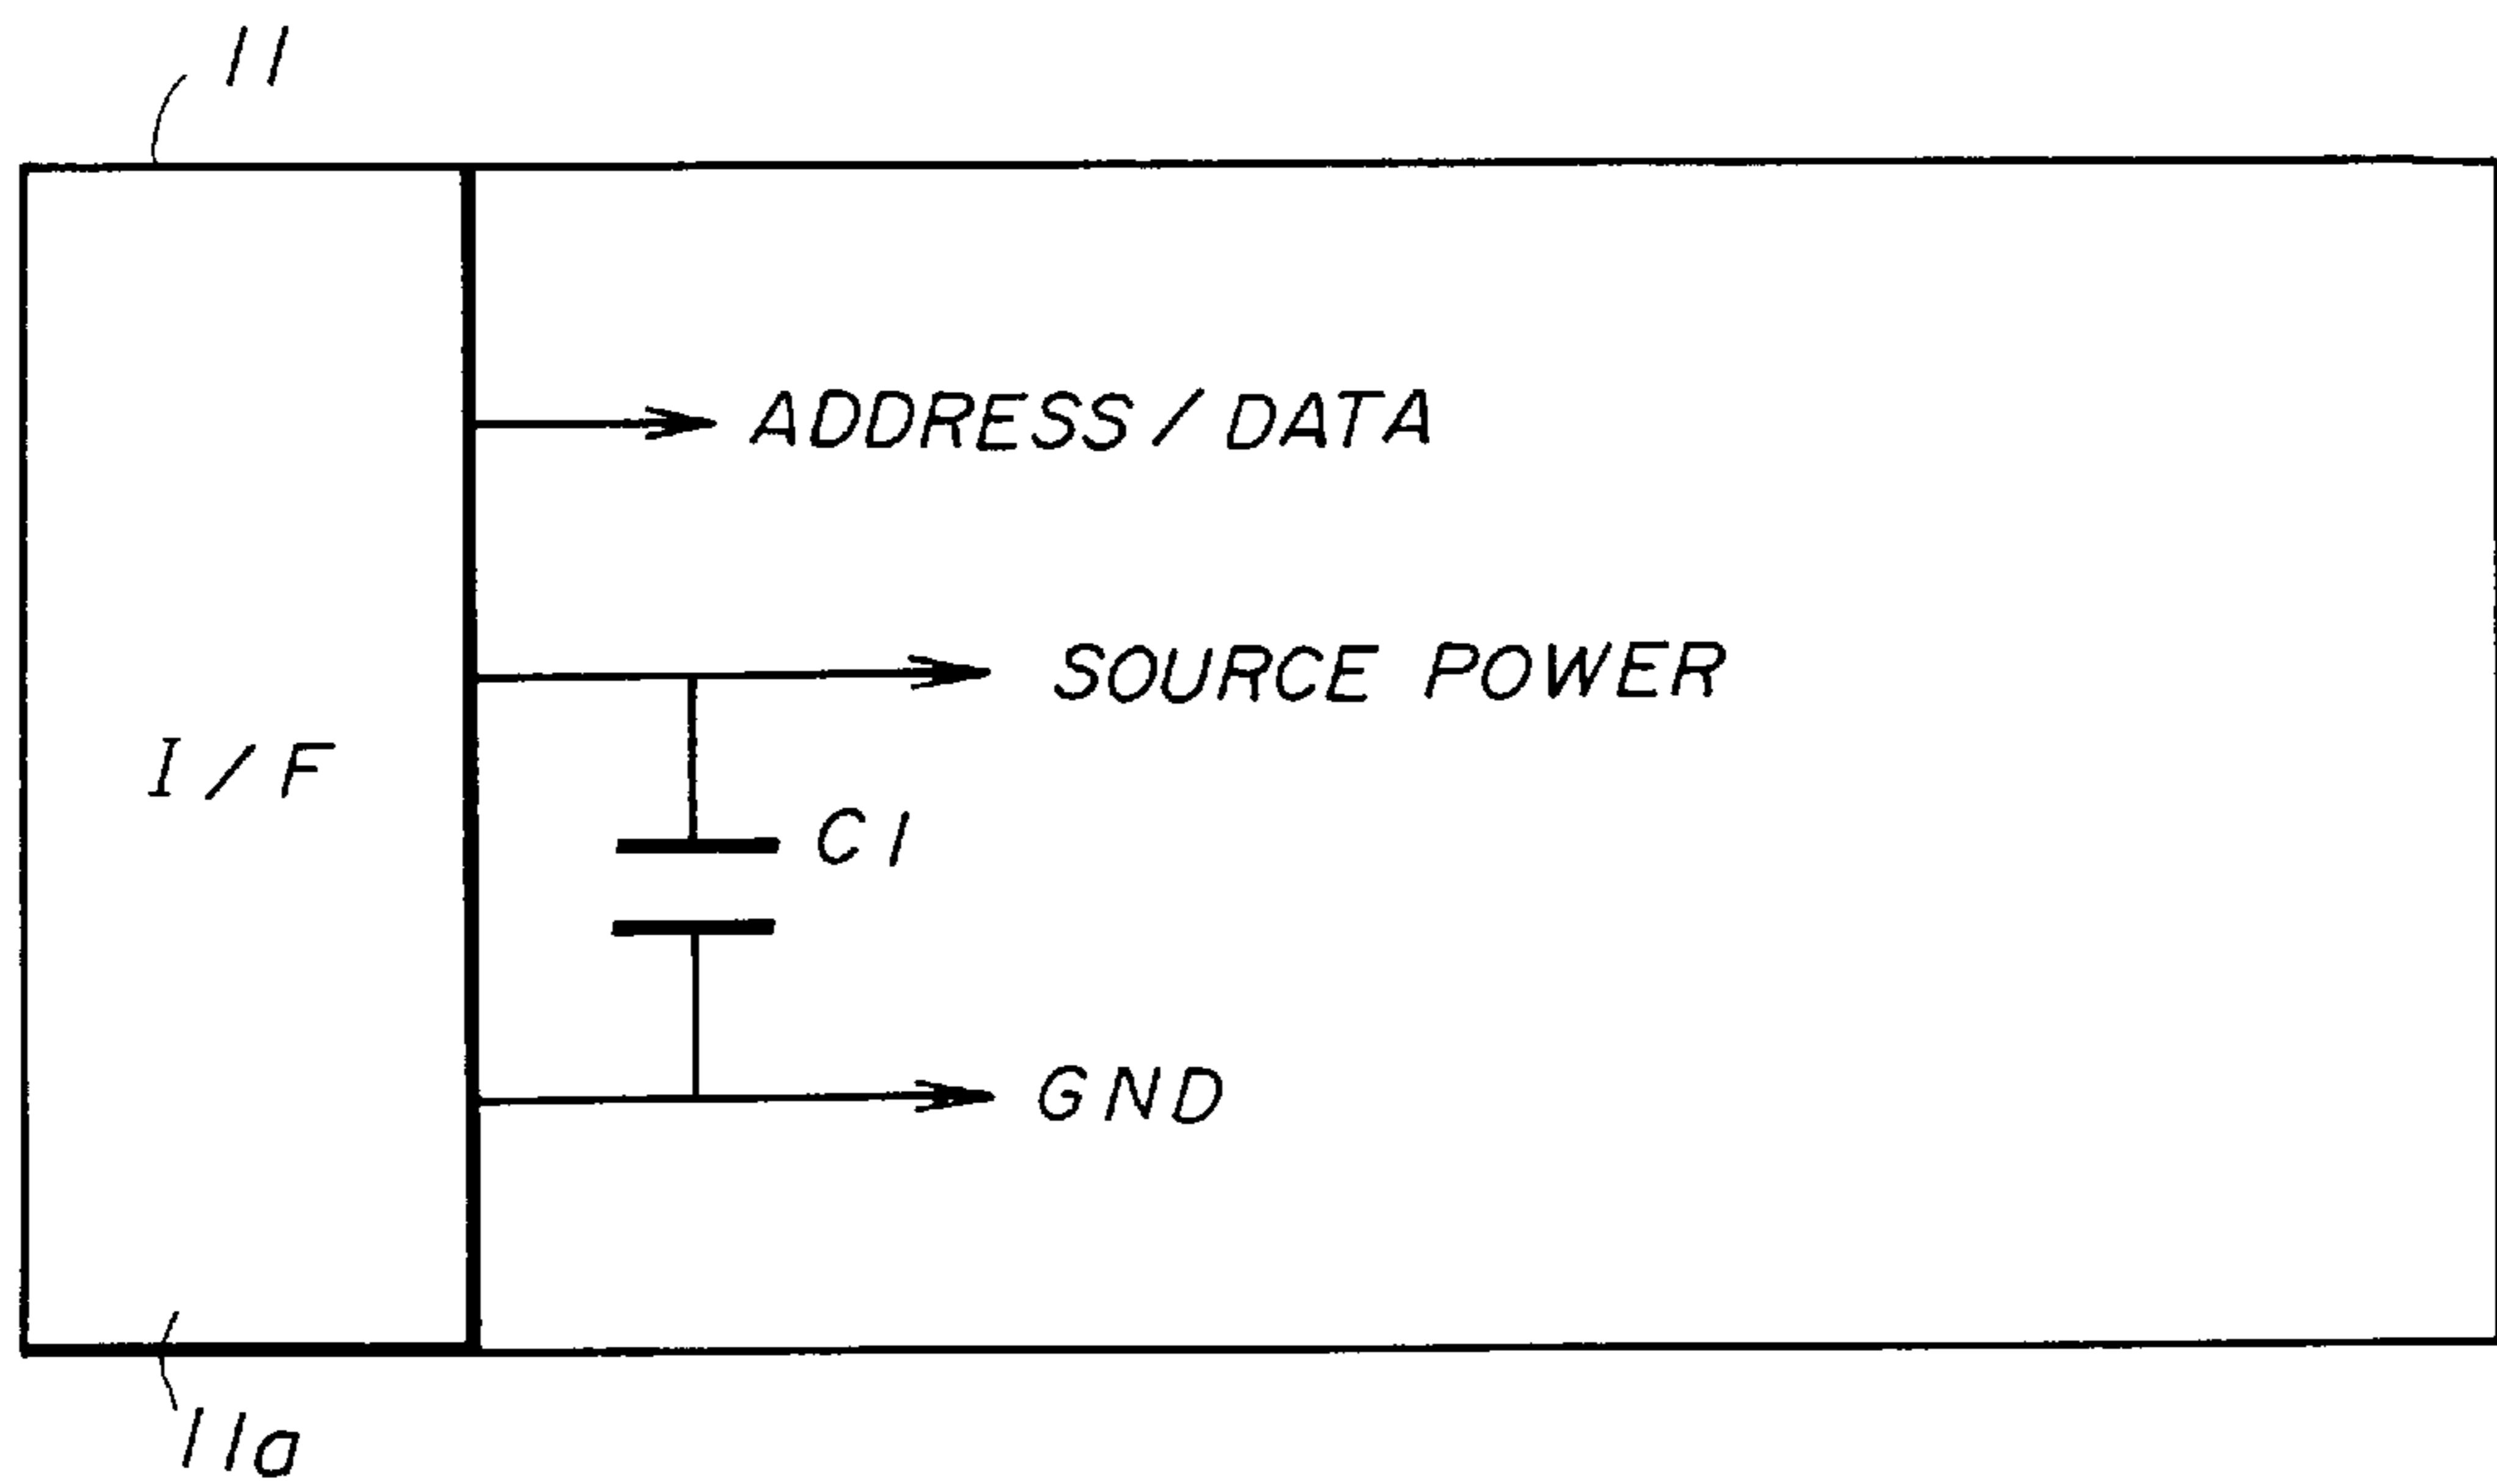 11
ADDRESS/DATA
SOURCE POWER
I/F
C1
GND
11a